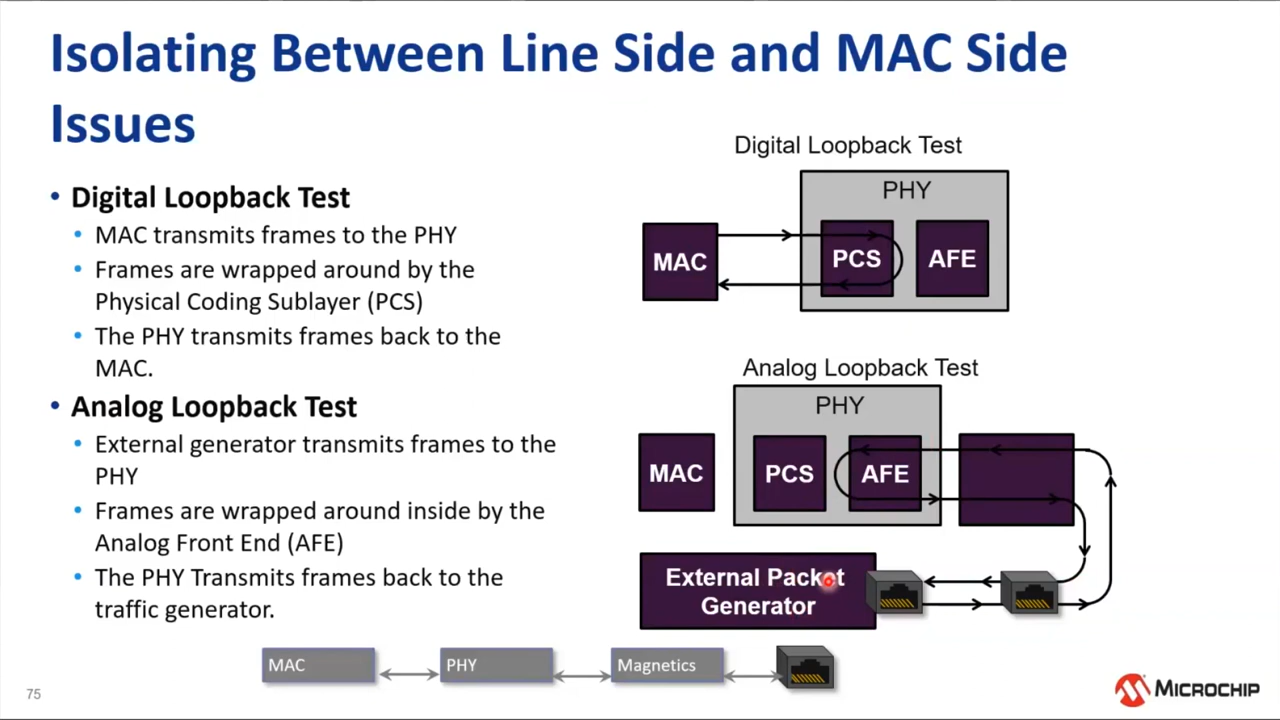 Isolating Between Line Side and MAC Side
Issues
• Digital Loopback Test
• MAC transmits frames to the PHY
• Frames are wrapped around by the
Physical Coding Sublayer (PCS)
• The PHY transmits frames back to the
MAC.
• Analog Loopback Test
• External generator transmits frames to the
PHY
• Frames are wrapped around inside by the
Analog Front End (AFE)
• The PHY Transmits frames back to the
traffic generator.
Digital Loopback Test
PHY
MAC
PCS
AFE
Analog Loopback Test
PHY
MAC
PCS
AFE
External Packet
Generator
MAC
PHY
Magnetics
75
MICROCHIP